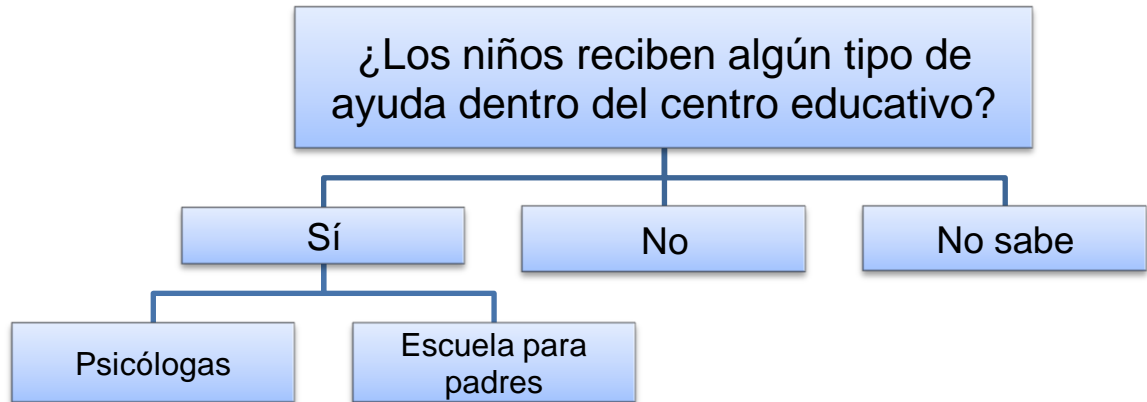 ¿Los niños reciben algún tipo de
ayuda dentro del centro educativo?
Sí
No
No sabe
Psicólogas
Escuela para
padres